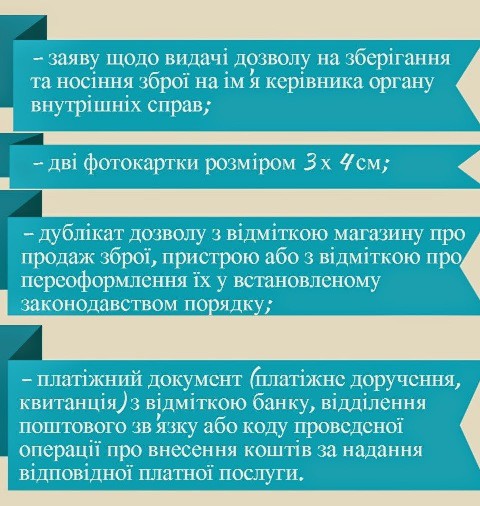 – заяву щодо видачі дозволу на зберігання
та носіння зброї на ім'я керівника органу
внутрішніх справ;
– дві фотокартки розміром 3 х 4 см;
– дублікат дозволу з відміткою магазину про
продаж зброї, пристрою або з відміткою про
переоформлення їх у встановленому
законодавством порядку;
– платіжний документ (платіжне доручення,
квитанція) з відміткою банку, відділення
поштового зв'язку або коду проведеної
операції про внесення коштів за надання
відповідної платної послуги.